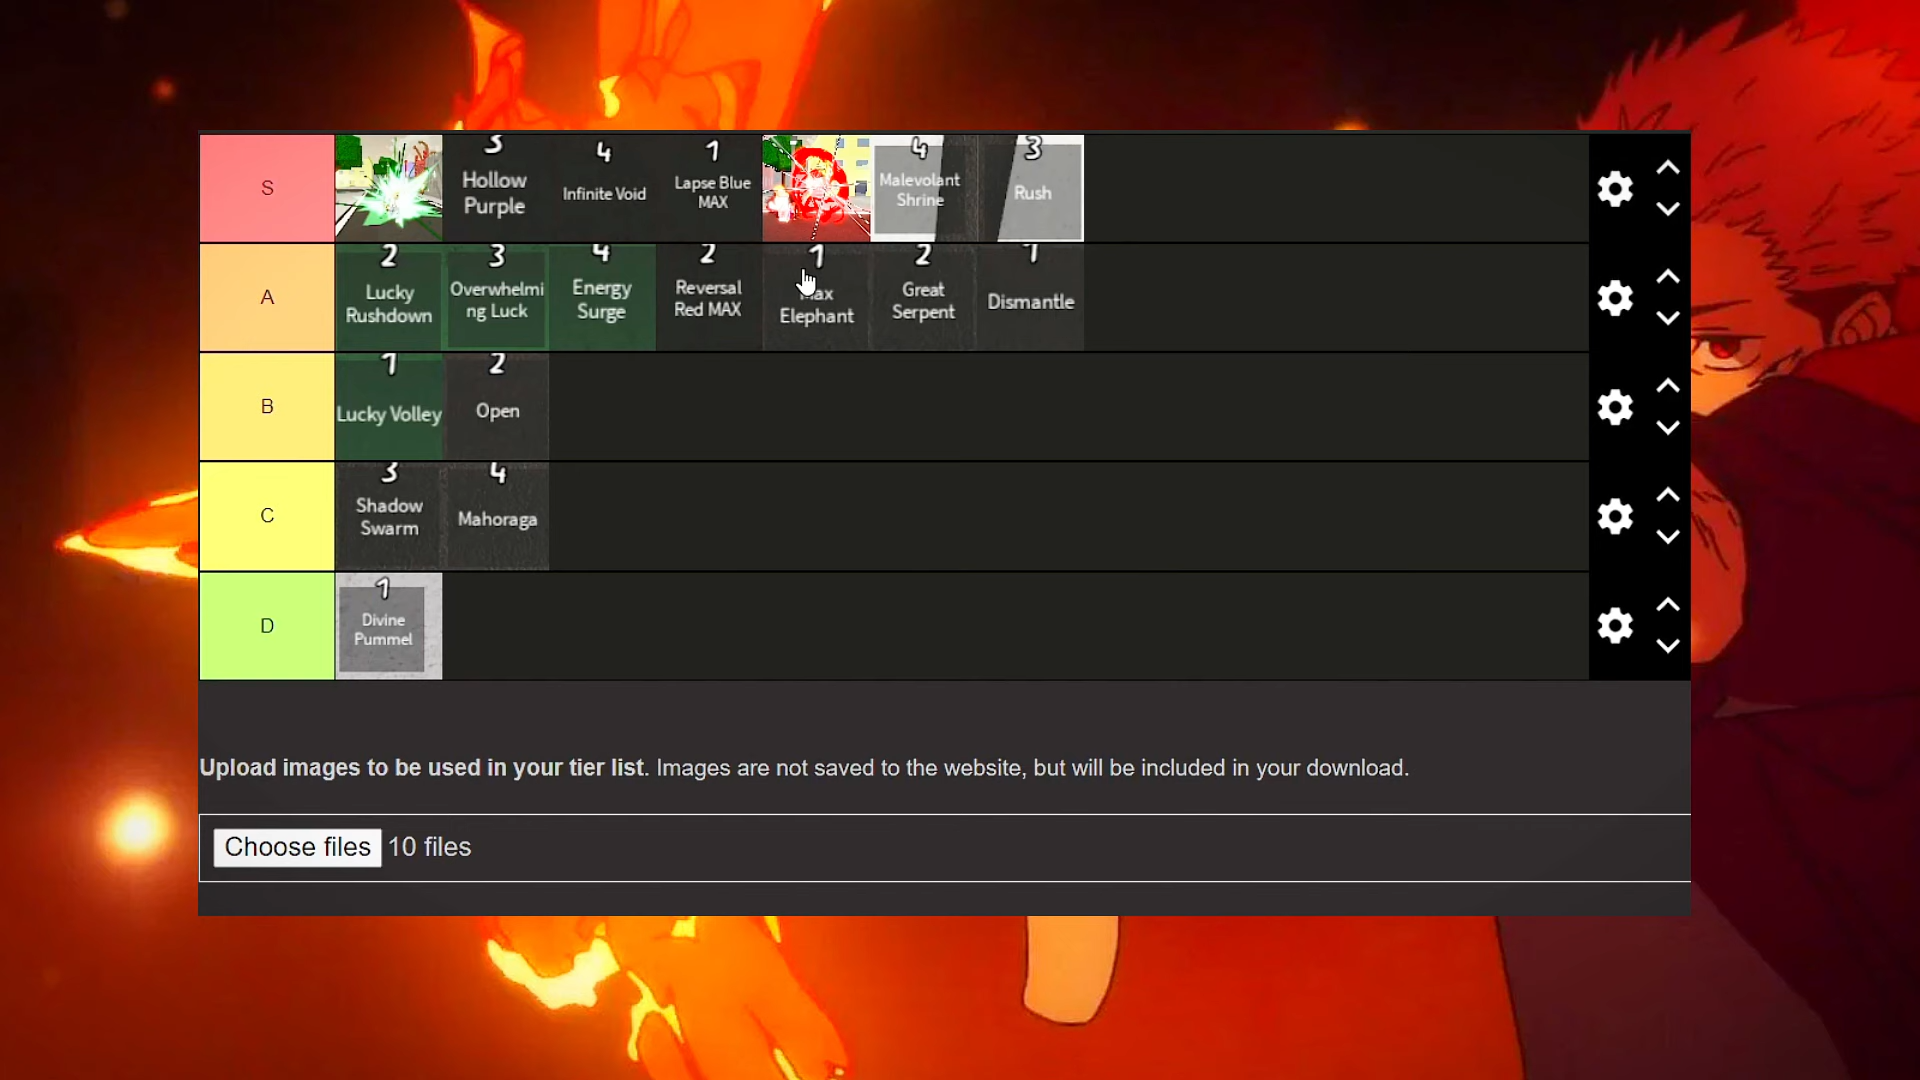 S
3
Hollow
Purple
4
Infinite Void
1
Lapse Blue
MAX
4
Malevolant
Shrine
3
Rush
A
2
Lucky
Rushdown
3
Overwhelmi
ng Luck
4
Energy
Surge
2
Reversal
Red MAX
1
Max
Elephant
2
Great
Serpent
1
Dismantle
B
1
Lucky Volley
2
Open
C
3
Shadow
Swarm
4
Mahoraga
D
1
Divine
Pummel
Upload images to be used in your tier list. Images are not saved to the website, but will be included in your download.
Choose files 10 files